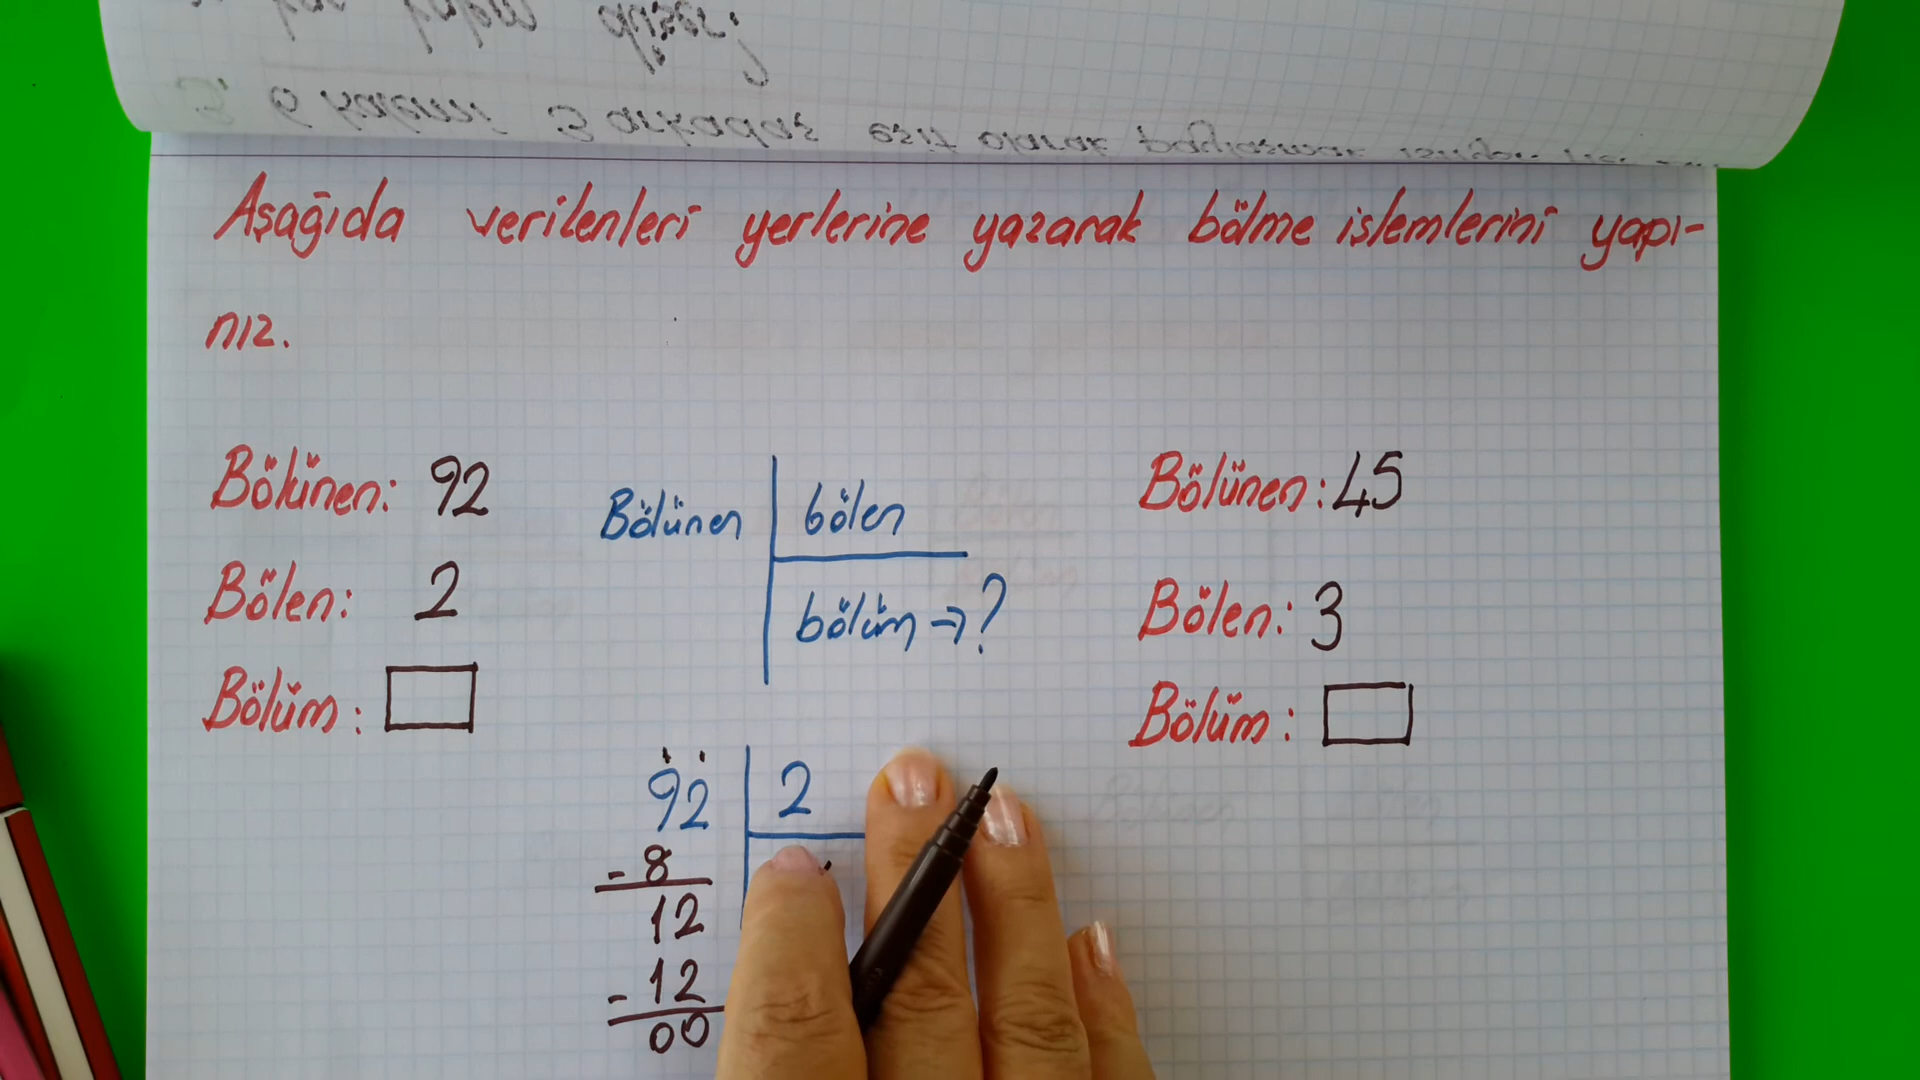 Aşağıda verilenleri yerlerine yazarak bölme işlemlerini yapı-
nız.
Bölünen: 92
Bölen: 2
Bölüm:
Bölünen bölen
bölüm → ?
Bölünen: 45
Bölen: 3
Bölüm:
92 2
- 8
12
- 12
00